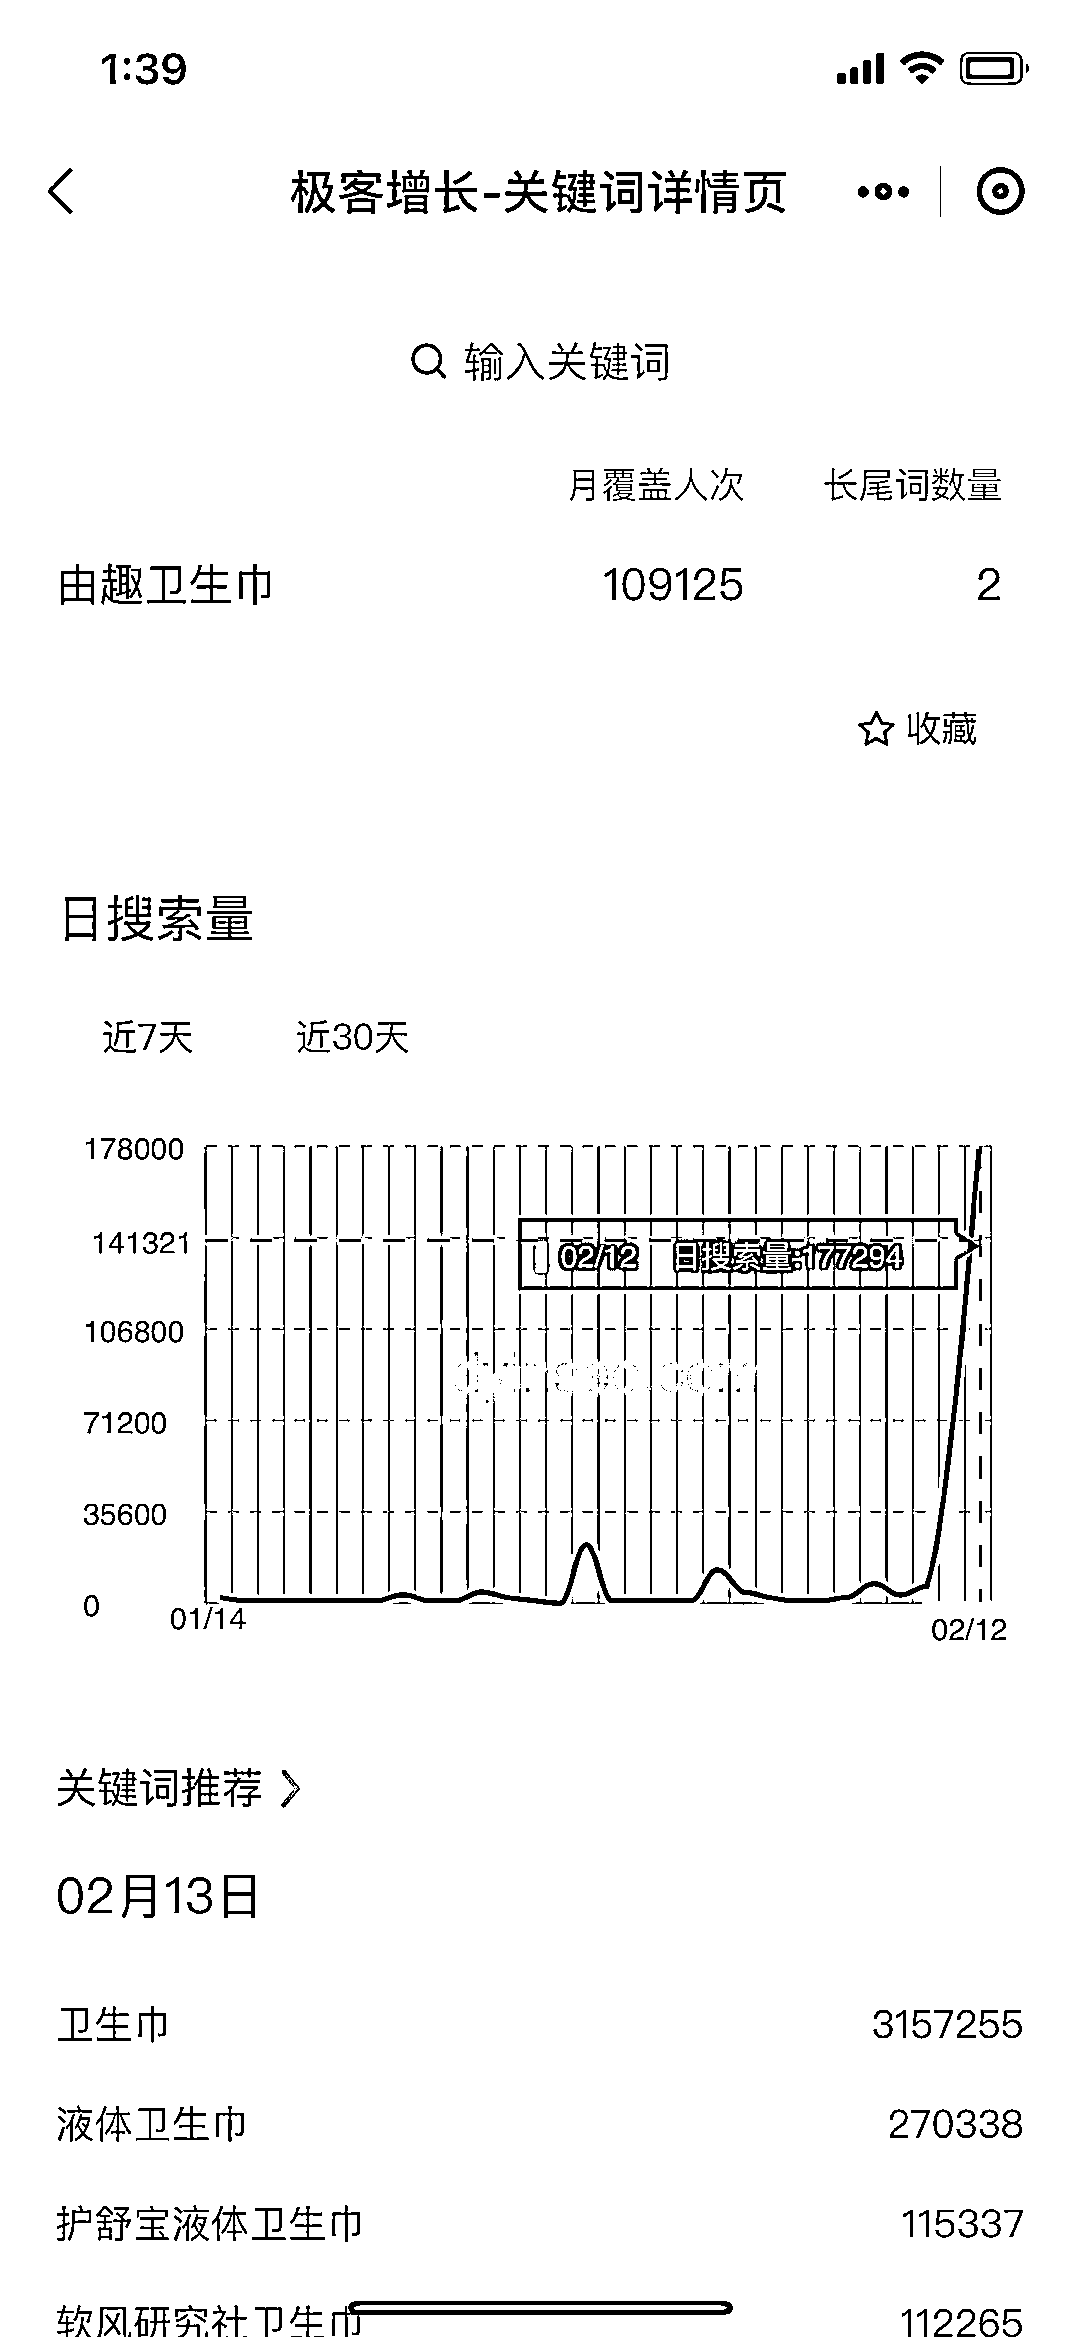 1:39
极客增长-关键词详情页
输入关键词
月覆盖人次 长尾词数量
由趣卫生巾 109125 2
收藏
日搜索量
近7天 近30天
178000
141321
02/12 日搜索量:177294
106800
71200
35600
0
01/14
02/12
关键词推荐
02月13日
卫生巾 3157255
液体卫生巾 270338
护舒宝液体卫生巾 115337
软风研究社卫生巾 112265